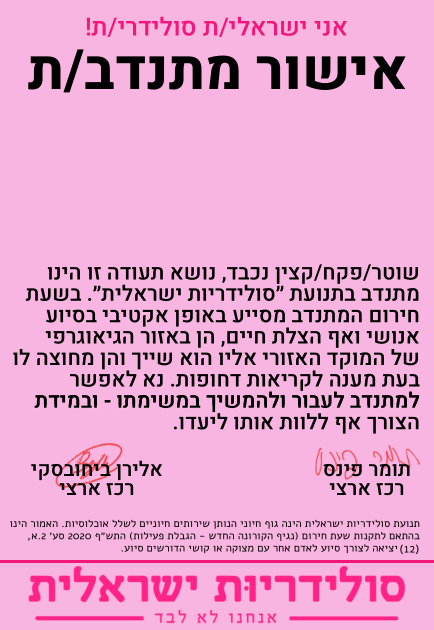 אני ישראלי/ת סולידרי/ת!
אישור מתנדב/ת
שוטר/פקח/קצין נכבד, נושא תעודה זו הינו
מתנדב בתנועת "סולידריות ישראלית". בשעת
חירום המתנדב מסייע באופן אקטיבי בסיוע
אנושי ואף הצלת חיים, הן באזור הגיאוגרפי
של המוקד האזורי אליו הוא שייך והן מחוצה לו
בעת מענה לקריאות דחופות. נא לאפשר
למתנדב לעבור ולהמשיך במשימתו - ובמידת
הצורך אף ללוות אותו ליעדו.
תומר פינס
רכז ארצי
אלירן ביחובסקי
רכז ארצי
תנועת סולידריות ישראלית הינה גוף חיוני הנותן שירותים חיוניים לשלל אוכלוסיות. האמור הינו
בהתאם לתקנות שעת חירום (נגיף הקורונה החדש - הגבלת פעילות) התש"ף 2020 סע' 2.א,
(12) יציאה לצורך סיוע לאדם אחר עם מצוקה או קושי הדורשים סיוע.
סולידריות ישראלית
אנחנו לא לבד